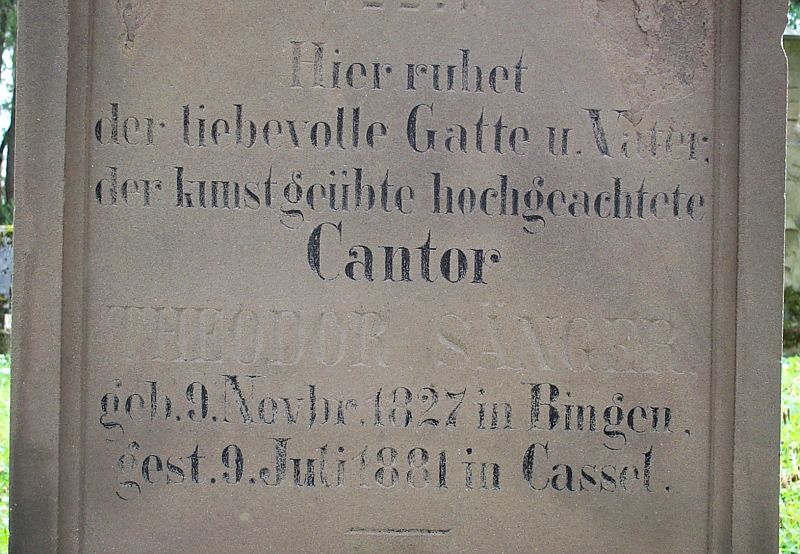 Hier ruhet
der liebevolle Gatte u. Vater,
der kunstgeübte hochgeachtete
Cantor
THEODOR SÄNGER.
geb. 9. Novbr. 1827 in Bingen.
gest. 9. Juli 1881 in Cassel.